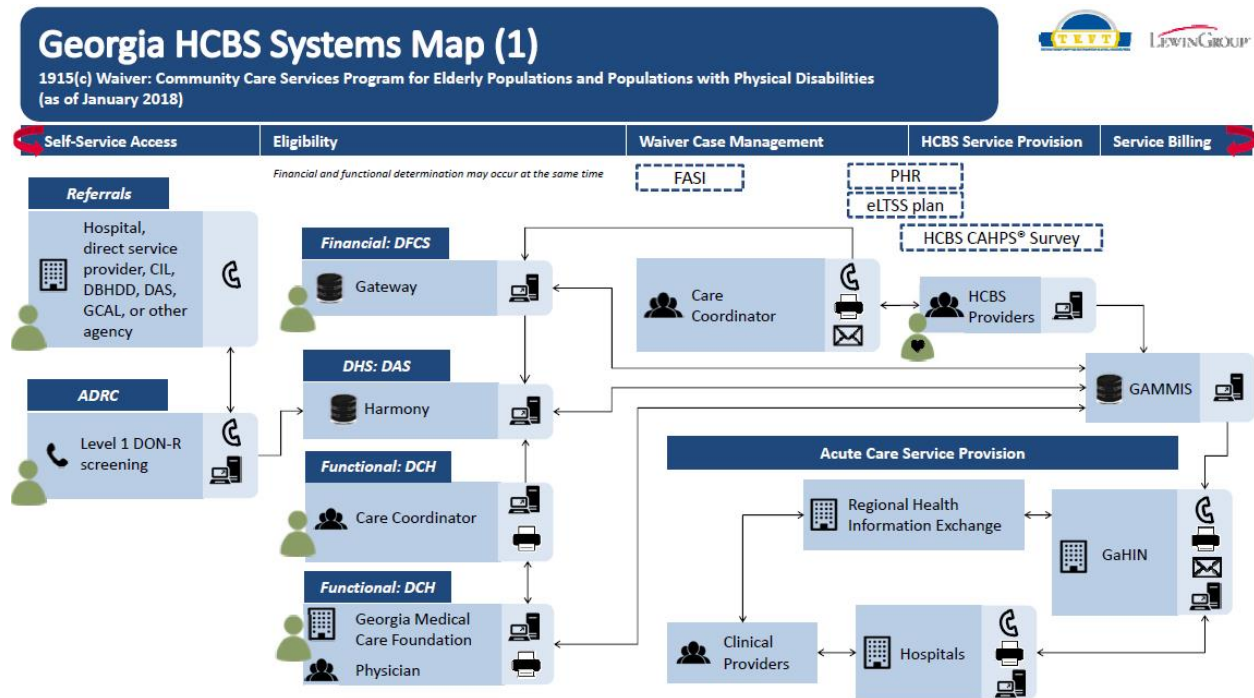 Georgia HCBS Systems Map (1)
1915(c) Waiver: Community Care Services Program for Elderly Populations and Populations with Physical Disabilities
(as of January 2018)
TEFT
LEWINGROUP
Self-Service Access
Eligibility
Waiver Case Management
HCBS Service Provision
Service Billing
Financial and functional determination may occur at the same time
FASI
PHR
eLTSS plan
HCBS CAHPS® Survey
Referrals
Hospital,
direct service
provider, CIL,
DBHDD, DAS,
GCAL, or other
agency
ADRC
Level 1 DON-R
screening
Financial: DFCS
Gateway
DHS: DAS
Harmony
Functional: DCH
Care Coordinator
Functional: DCH
Georgia Medical
Care Foundation
Physician
Care
Coordinator
HCBS
Providers
GAMMIS
Acute Care Service Provision
Regional Health
Information Exchange
GaHIN
Clinical
Providers
Hospitals